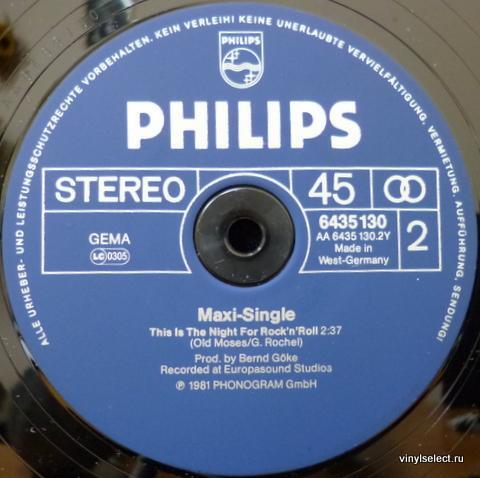 ALLE URHEBER- UND LEISTUNGSSCHUTZRECHTE VORBEHALTEN. KEIN VERLEIH! KEINE UNERLAUBTE VERVIELFÄLTIGUNG, VERMIETUNG, AUFFÜHRUNG, SENDUNG!
PHILIPS
PHILIPS
STEREO
45
GEMA
LC 0305
6435 130
AA 6435 130.2Y
Made in
West-Germany
2
Maxi-Single
This Is The Night For Rock'n'Roll 2:37
(Old Moses/G. Rochel)
Prod. by Bernd Göke
Recorded at Europasound Studios
℗ 1981 PHONOGRAM GmbH
vinylselect.ru